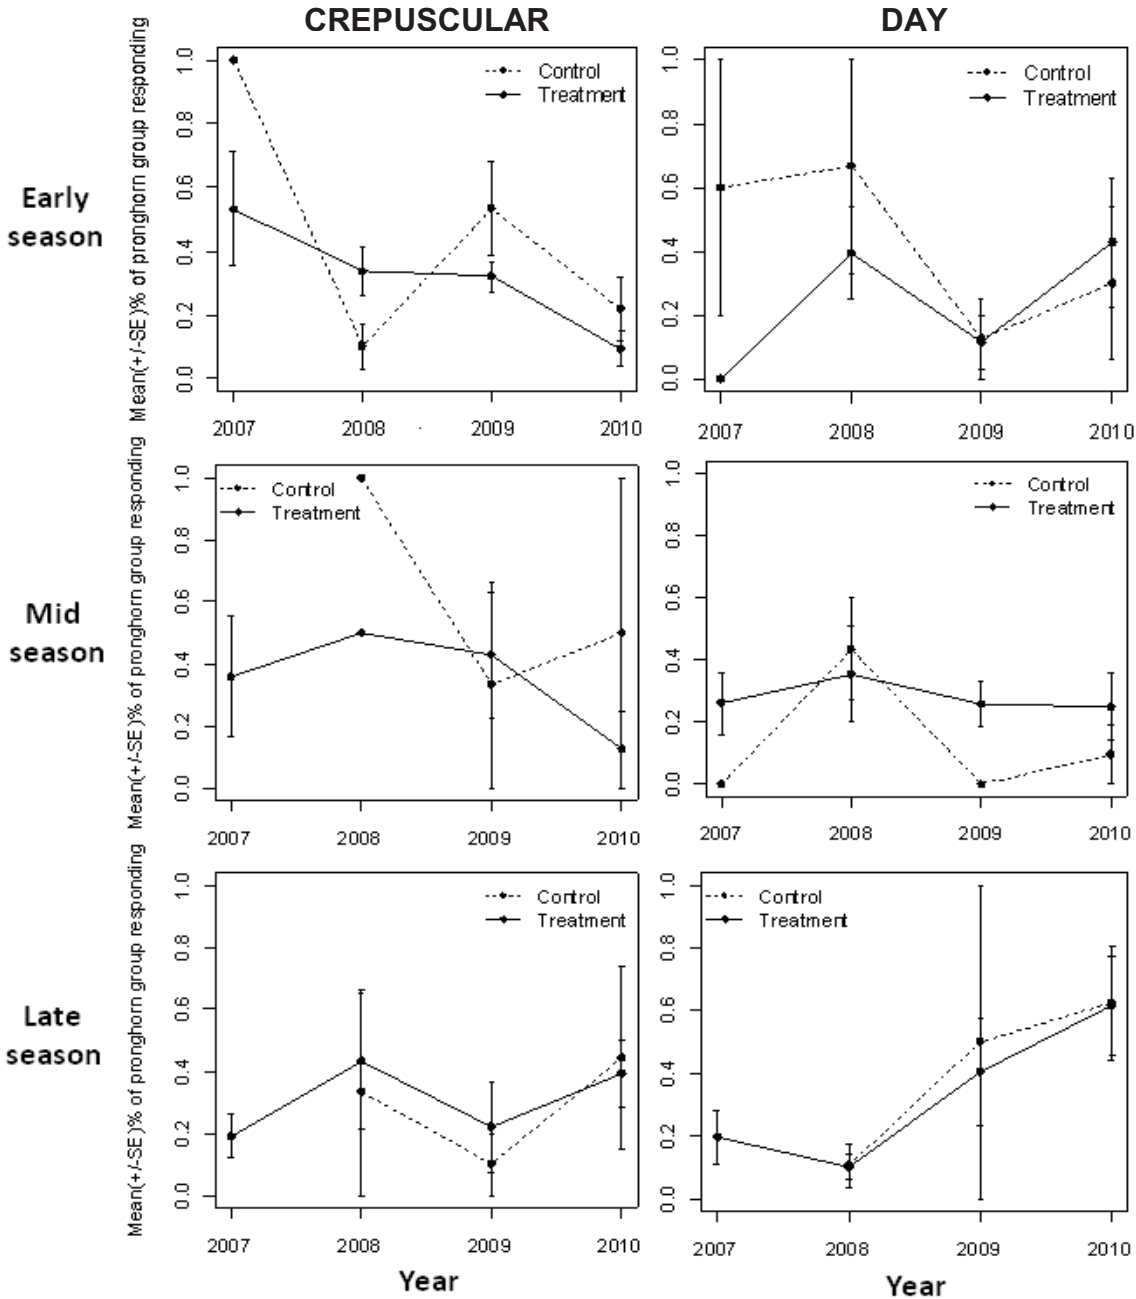 CREPUSCULAR
DAY
Early
season
Mean(+/-SE)% of pronghorn group responding
0.0 0.2 0.4 0.6 0.8 1.0
Control
Treatment
2007 2008 2009 2010
0.0 0.2 0.4 0.6 0.8 1.0
Control
Treatment
2007 2008 2009 2010
Mid
season
Mean(+/-SE)% of pronghorn group responding
0.0 0.2 0.4 0.6 0.8 1.0
Control
Treatment
2007 2008 2009 2010
0.0 0.2 0.4 0.6 0.8 1.0
Control
Treatment
2007 2008 2009 2010
Late
season
Mean(+/-SE)% of pronghorn group responding
0.0 0.2 0.4 0.6 0.8 1.0
Control
Treatment
2007 2008 2009 2010
Year
0.0 0.2 0.4 0.6 0.8 1.0
Control
Treatment
2007 2008 2009 2010
Year